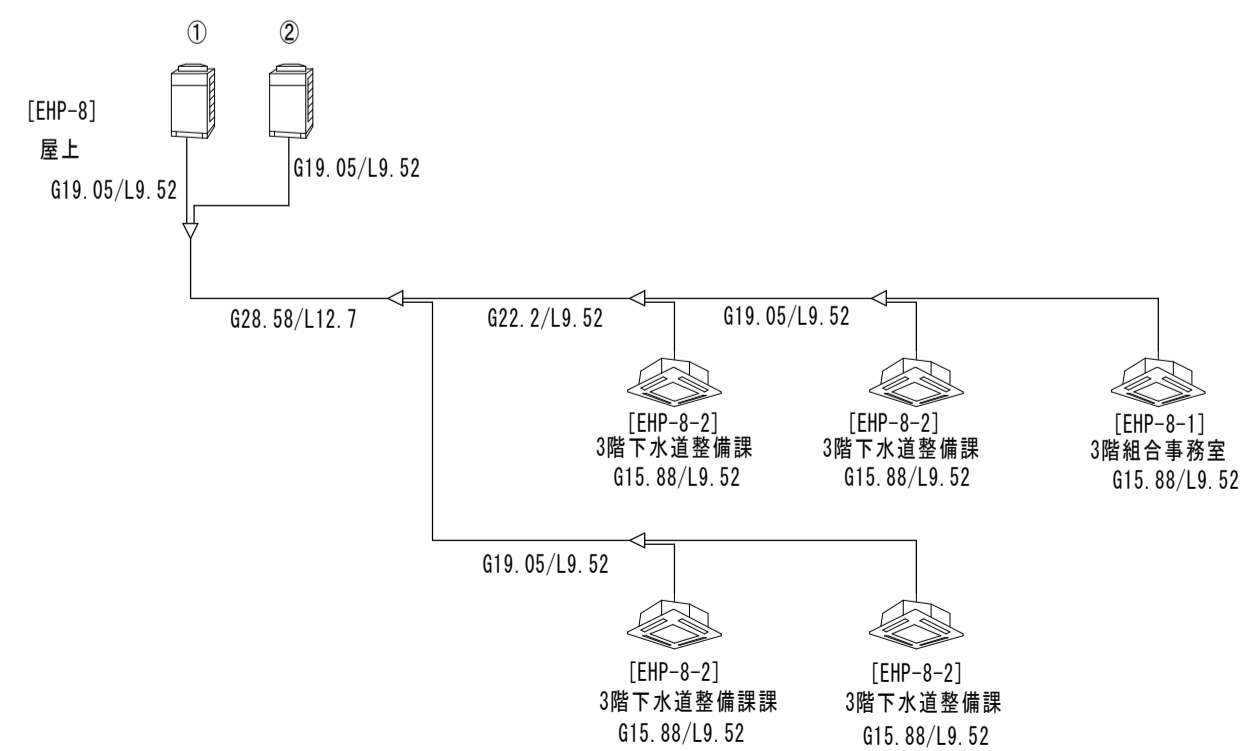 ① ②
[EHP-8]
屋上
G19.05/L9.52
G19.05/L9.52
G28.58/L12.7
G22.2/L9.52
G19.05/L9.52
[EHP-8-2]
3階下水道整備課
G15.88/L9.52
[EHP-8-2]
3階下水道整備課
G15.88/L9.52
[EHP-8-1]
3階組合事務室
G15.88/L9.52
G19.05/L9.52
[EHP-8-2]
3階下水道整備課課
G15.88/L9.52
[EHP-8-2]
3階下水道整備課
G15.88/L9.52